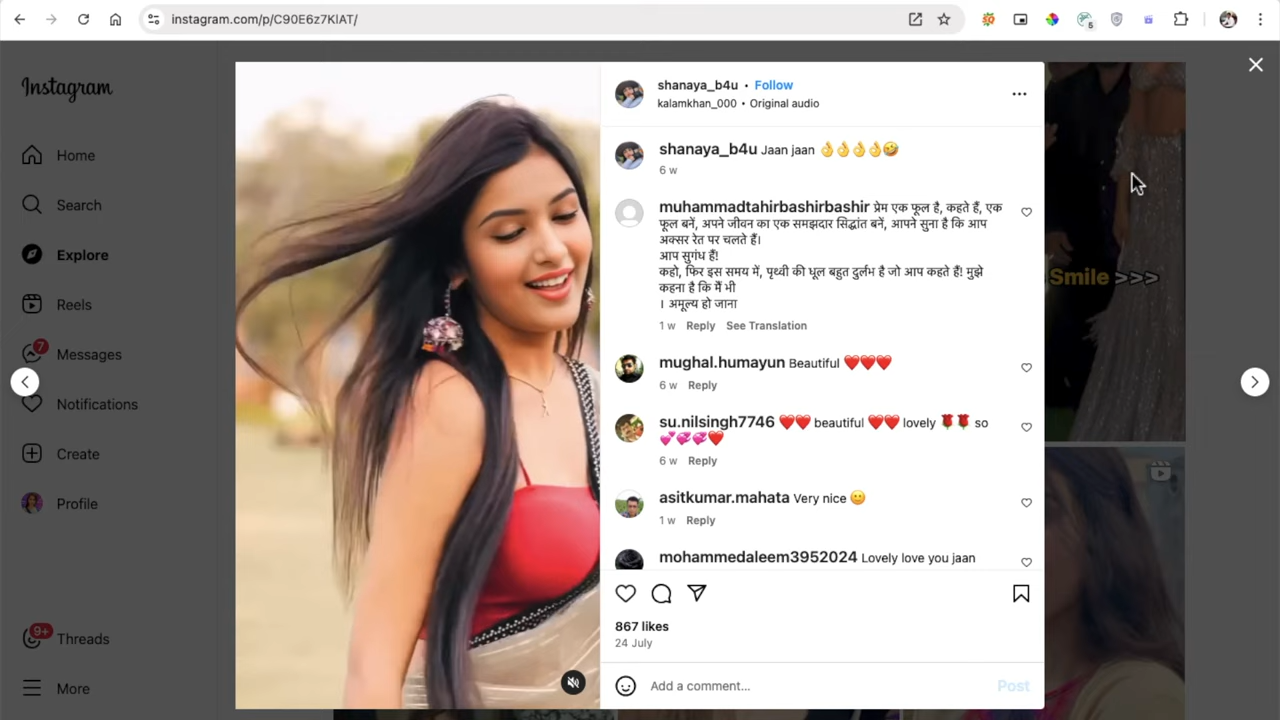 instagram.com/p/C90E6z7KlAT/
5
Instagram
Home
Search
Explore
Reels
7
Messages
Notifications
Create
Profile
9+
Threads
More
shanaya_b4u • Follow
kalamkhan_000 • Original audio
shanaya_b4u Jaan jaan 👌👌👌👌🤣
6 w
muhammadtahirbashirbashir प्रेम एक फूल है, कहते हैं, एक
फूल बनें, अपने जीवन का एक समझदार सिद्धांत बनें, आपने सुना है कि आप
अक्सर रेत पर चलते हैं।
आप सुगंध हैं!
कहो, फिर इस समय में, पृथ्वी की धूल बहुत दुर्लभ है जो आप कहते हैं! मुझे
कहना है कि मैं भी
। अमूल्य हो जाना
1 w Reply See Translation
mughal.humayun Beautiful ❤️❤️❤️
6 w Reply
su.nilsingh7746 ❤️❤️ beautiful ❤️❤️ lovely 🌹🌹 so
💕💞💞❤️
6 w Reply
asitkumar.mahata Very nice 🙂
1 w Reply
mohammedaleem3952024 Lovely love you jaan
867 likes
24 July
Add a comment...
Post
Smile >>>